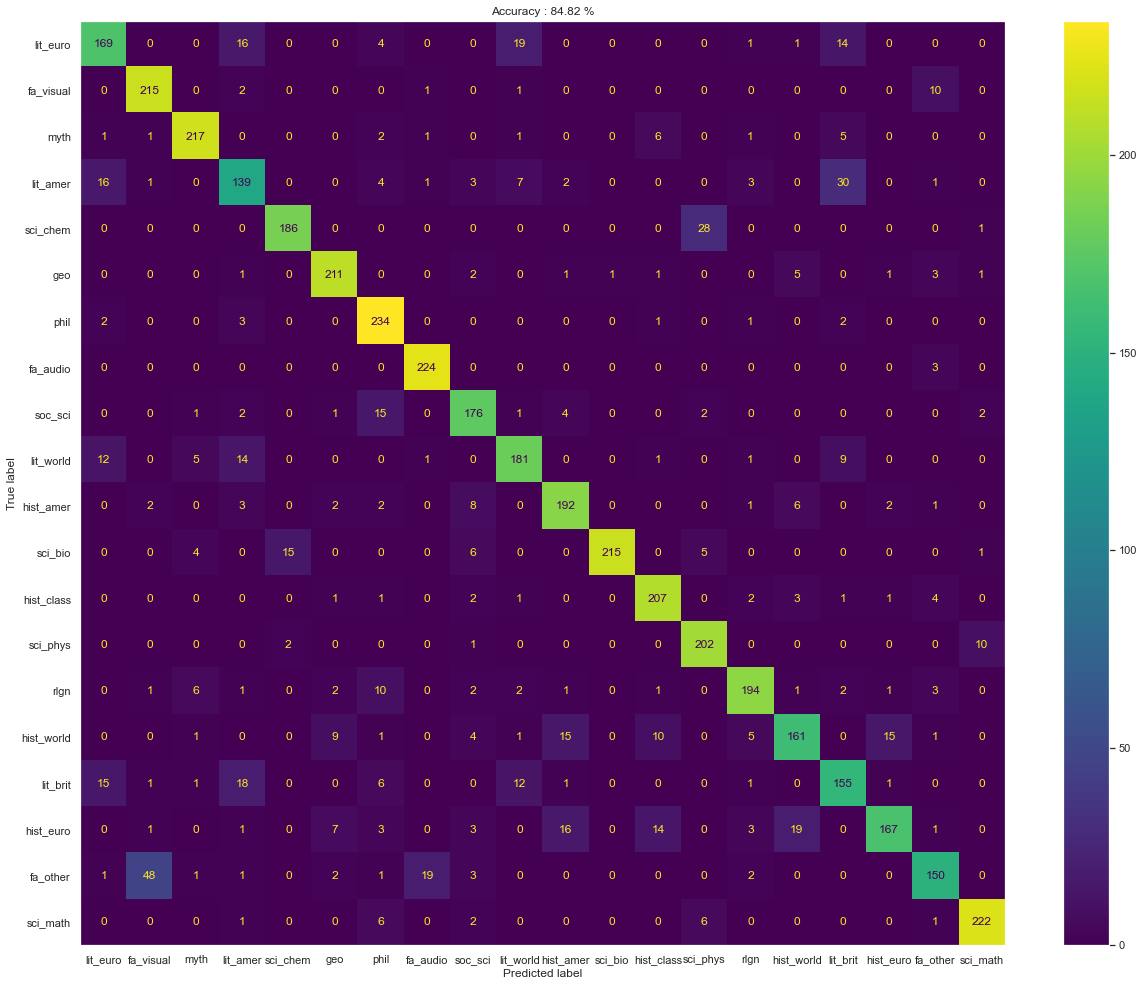 Accuracy : 84.82 %
lit_euro 169 0 0 16 0 0 4 0 0 19 0 0 0 0 1 1 14 0 0 0
fa_visual 0 215 0 2 0 0 0 1 0 1 0 0 0 0 0 0 0 0 10 0
myth 1 1 217 0 0 0 2 1 0 1 0 0 6 0 1 0 5 0 0 0
lit_amer 16 1 0 139 0 0 4 1 3 7 2 0 0 0 3 0 30 0 1 0
sci_chem 0 0 0 0 186 0 0 0 0 0 0 0 0 28 0 0 0 0 0 1
geo 0 0 0 1 0 211 0 0 2 0 1 1 1 0 0 5 0 1 3 1
phil 2 0 0 3 0 0 234 0 0 0 0 0 1 0 1 0 2 0 0 0
fa_audio 0 0 0 0 0 0 0 224 0 0 0 0 0 0 0 0 0 0 3 0
soc_sci 0 0 1 2 0 1 15 0 176 1 4 0 0 2 0 0 0 0 0 2
lit_world 12 0 5 14 0 0 0 1 0 181 0 0 1 0 1 0 9 0 0 0
hist_amer 0 2 0 3 0 2 2 0 8 0 192 0 0 0 1 6 0 2 1 0
sci_bio 0 0 4 0 15 0 0 0 6 0 0 215 0 5 0 0 0 0 0 1
hist_class 0 0 0 0 0 1 1 0 2 1 0 0 207 0 2 3 1 1 4 0
sci_phys 0 0 0 0 2 0 0 0 1 0 0 0 0 202 0 0 0 0 0 10
rlgn 0 1 6 1 0 2 10 0 2 2 1 0 1 0 194 1 2 1 3 0
hist_world 0 0 1 0 0 9 1 0 4 1 15 0 10 0 5 161 0 15 1 0
lit_brit 15 1 1 18 0 0 6 0 0 12 1 0 0 0 1 1 155 1 0 0
hist_euro 0 1 0 1 0 7 3 0 3 0 16 0 14 0 3 19 0 167 1 0
fa_other 1 48 1 1 0 2 1 19 3 0 0 0 0 0 2 0 0 0 150 0
sci_math 0 0 0 1 0 0 6 0 2 0 0 0 0 6 0 0 0 0 1 222
lit_euro fa_visual myth lit_amer sci_chem geo phil fa_audio soc_sci lit_world hist_amer sci_bio hist_class sci_phys rlgn hist_world lit_brit hist_euro fa_other sci_math
Predicted label
True label
200
150
100
50
0